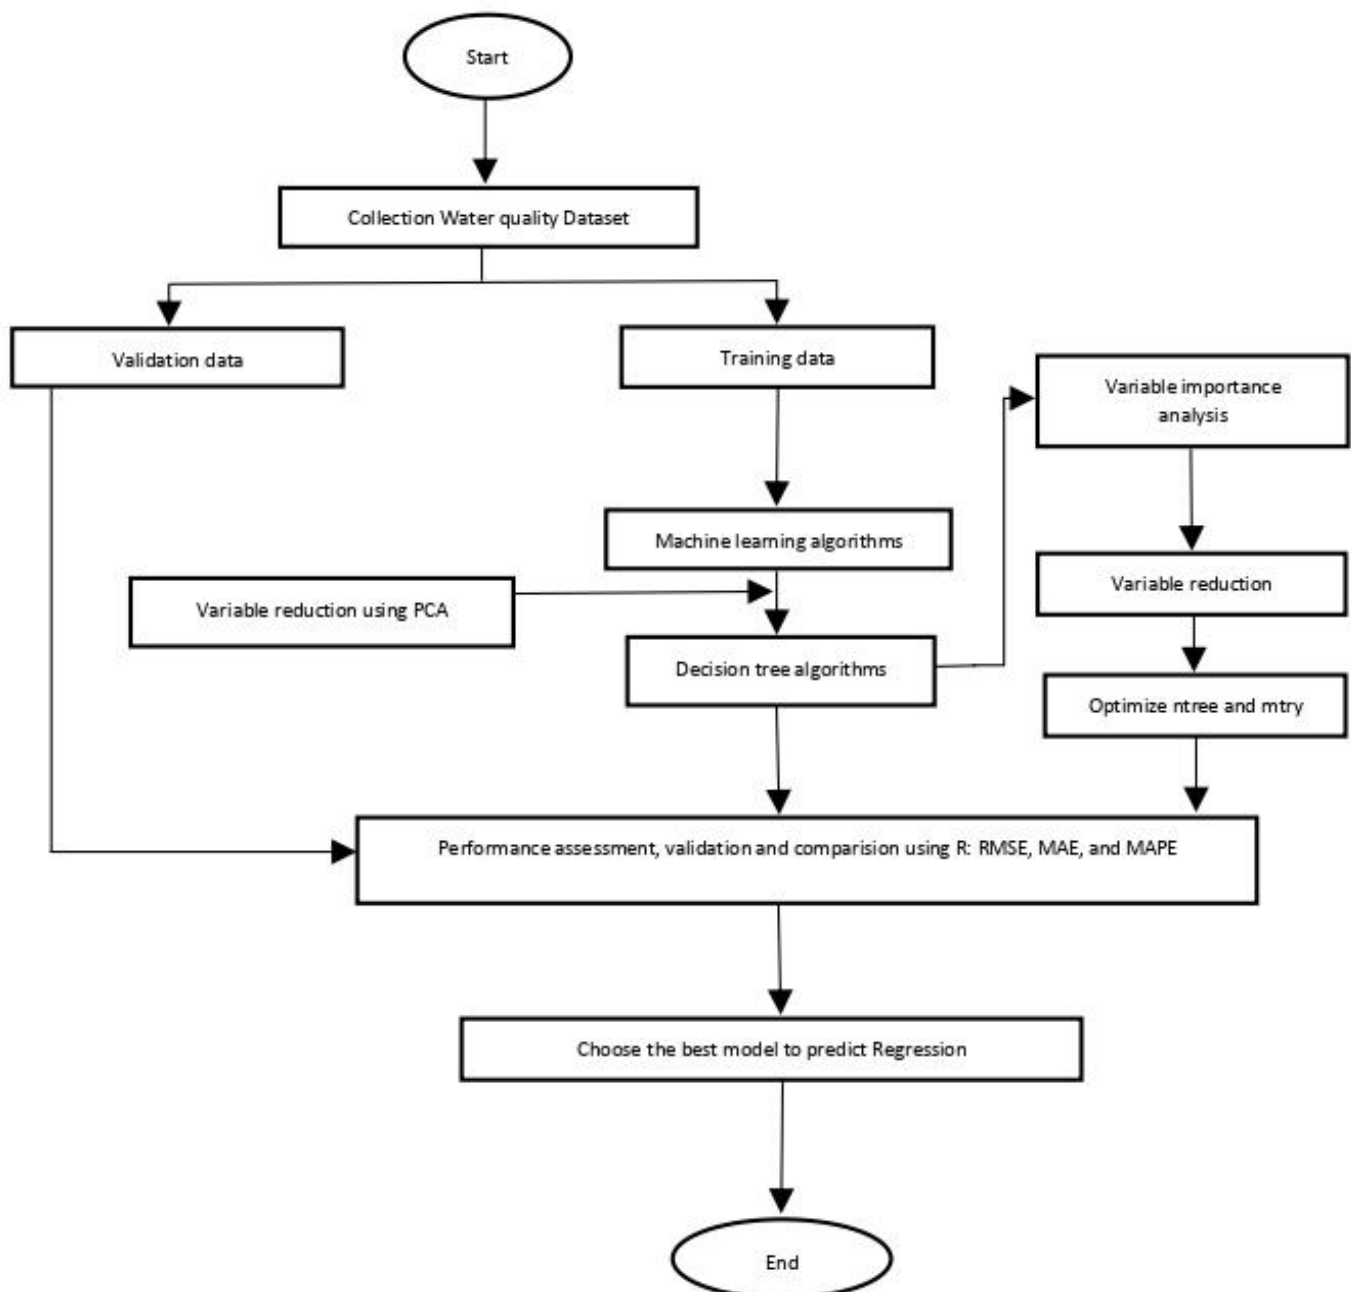 Start
Collection Water quality Dataset
Validation data
Training data
Variable importance
analysis
Machine learning algorithms
Variable reduction using PCA
Variable reduction
Decision tree algorithms
Optimize ntree and mtry
Performance assessment, validation and comparision using R: RMSE, MAE, and MAPE
Choose the best model to predict Regression
End